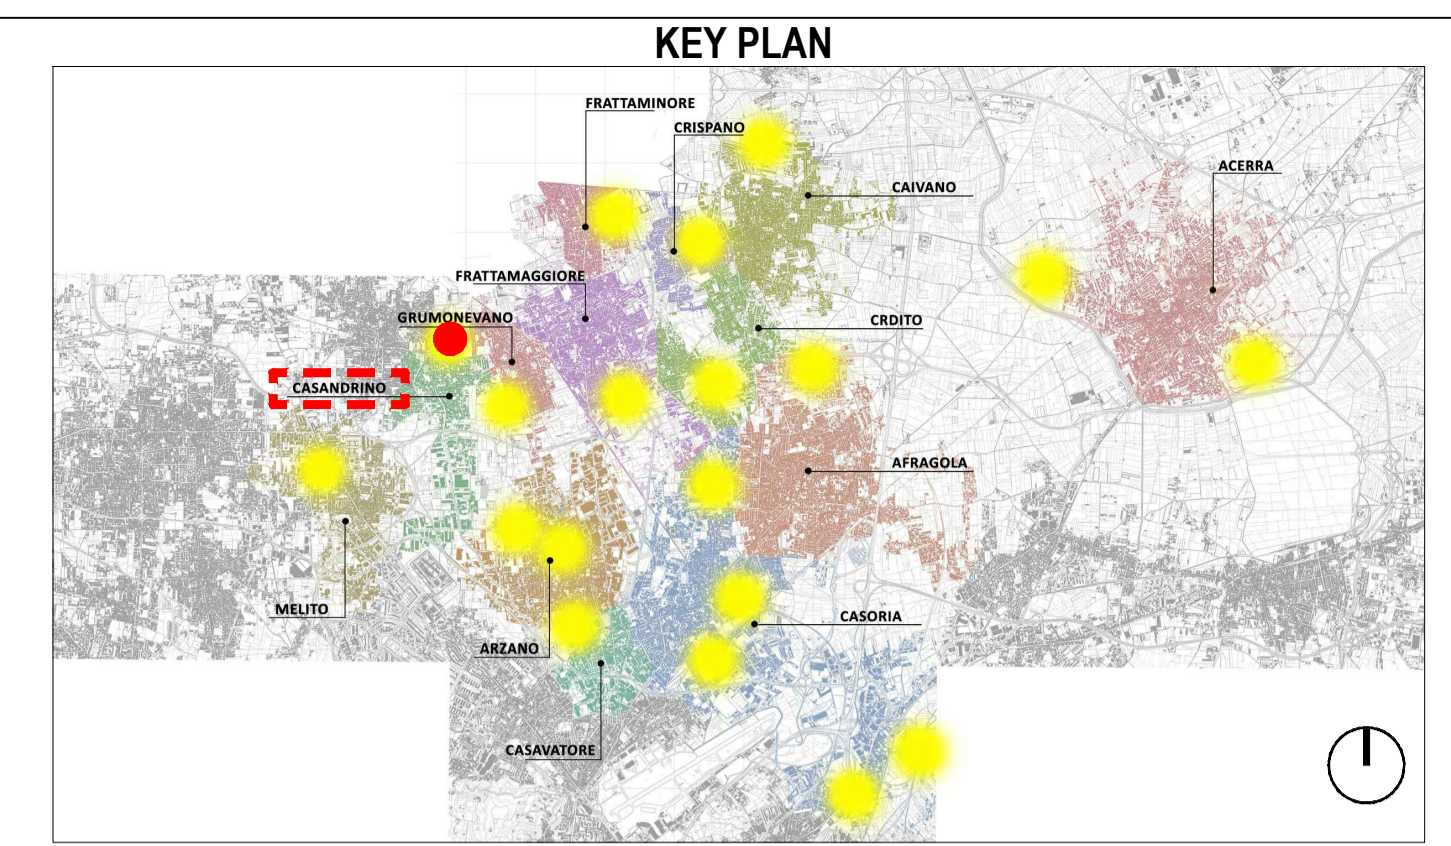 KEY PLAN
FRATTAMINORE
CRISPANO
ACERRA
CAIVANO
FRATTAMAGGIORE
GRUMONEVANO
CRDITO
CASANDRINO
AFRAGOLA
MELITO
CASORIA
ARZANO
CASAVATORE